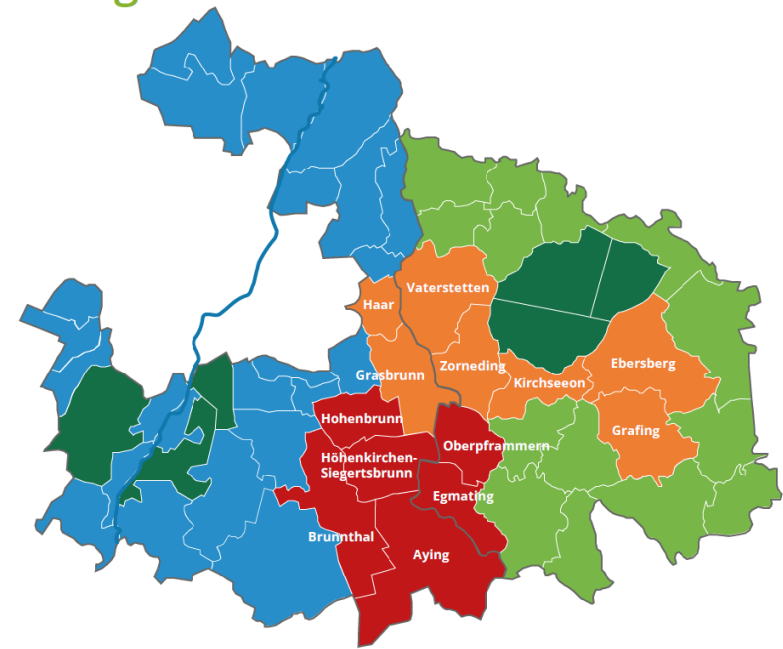 Vaterstetten
Haar
Zorneding
Grasbrunn
Kirchseeon
Ebersberg
Hohenbrunn
Grafing
Oberpframmern
Höhenkirchen-
Siegertsbrunn
Egmating
Brunnthal
Aying